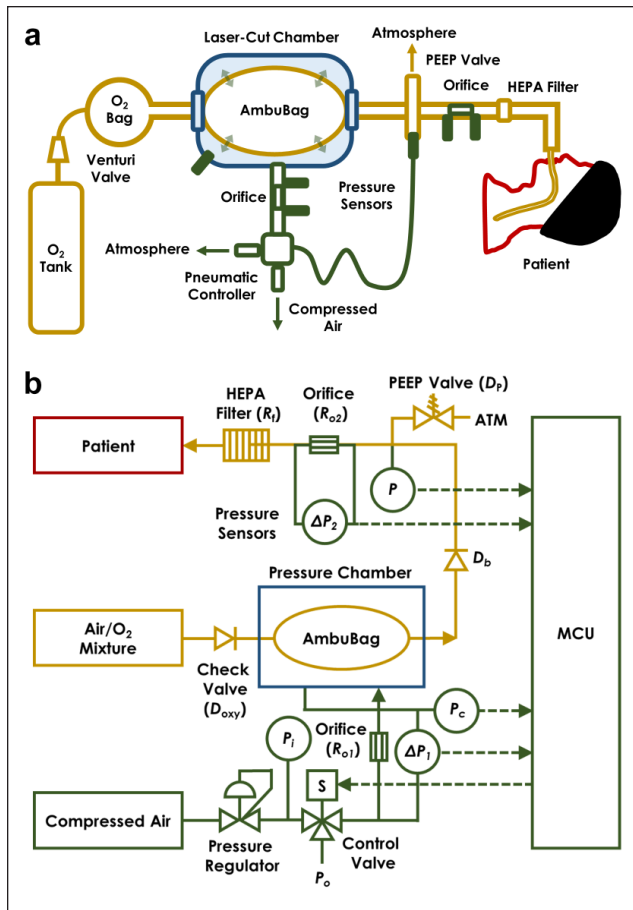 a
Laser-Cut Chamber
Atmosphere
PEEP Valve
Orifice
HEPA Filter
O₂
Bag
AmbuBag
Venturi
Valve
Orifice
Pressure
Sensors
O₂
Tank
Atmosphere
Pneumatic
Controller
Compressed
Air
Patient
b
HEPA
Filter (Rf)
Orifice
(Ro2)
PEEP Valve (DP)
ATM
Patient
P
Pressure
Sensors
ΔP2
Db
Pressure Chamber
MCU
Air/O₂
Mixture
AmbuBag
Check
Valve
(Doxy)
Pi
Orifice
(Ro1)
Pc
ΔP1
S
Compressed Air
Pressure
Regulator
Control
Valve
Po